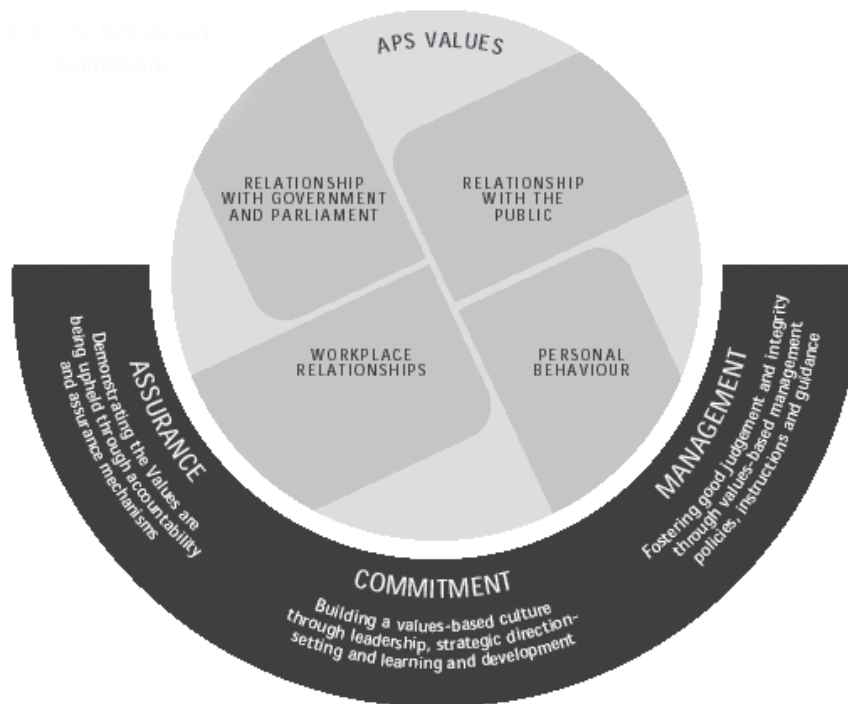 APS VALUES
RELATIONSHIP
WITH GOVERNMENT
AND PARLIAMENT
RELATIONSHIP
WITH THE
PUBLIC
WORKPLACE
RELATIONSHIPS
PERSONAL
BEHAVIOUR
ASSURANCE
Demonstrating the Values are
being upheld through accountability
and assurance mechanisms
COMMITMENT
Building a values-based culture
through leadership, strategic direction-
setting and learning and development
MANAGEMENT
Fostering good judgement and integrity
through values-based management
policies, instructions and guidance